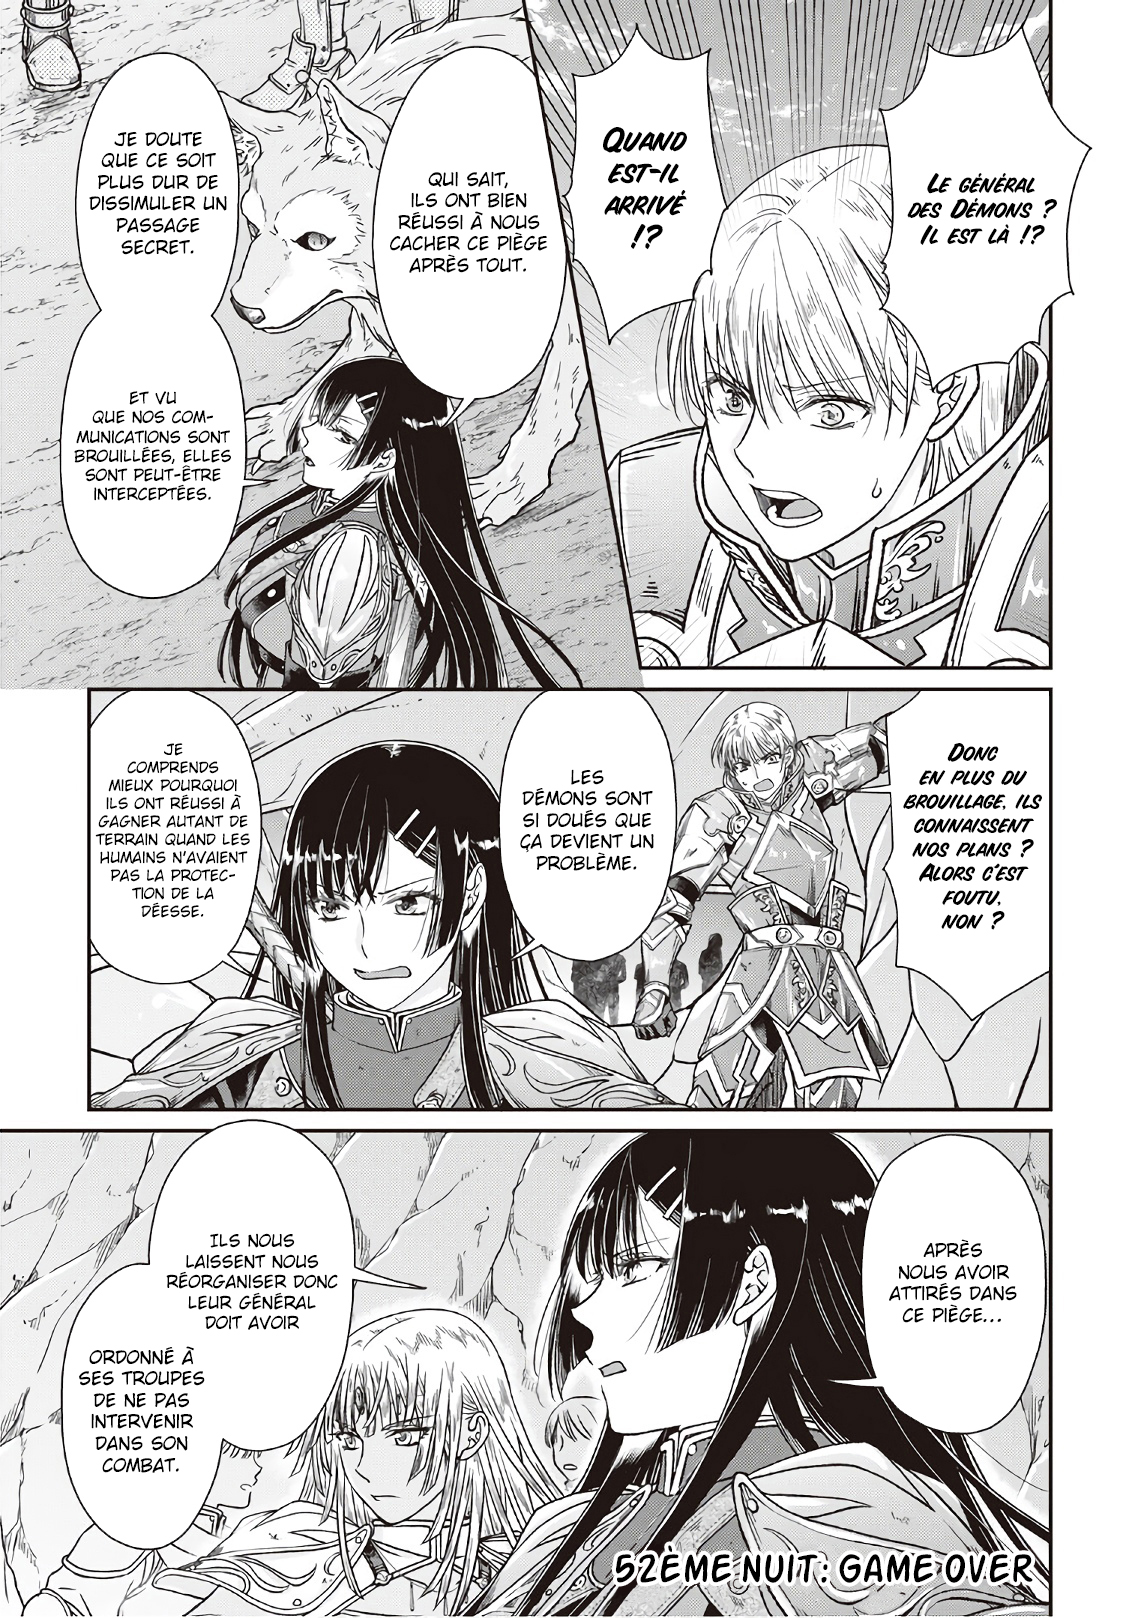 LE GÉNÉRAL
DES DÉMONS ?
IL EST LÀ !?
QUAND
EST-IL
ARRIVÉ
!?
QUI SAIT,
ILS ONT BIEN
RÉUSSI À NOUS
CACHER CE PIÈGE
APRÈS TOUT.
JE DOUTE
QUE CE SOIT
PLUS DUR DE
DISSIMULER UN
PASSAGE
SECRET.
ET VU
QUE NOS COM-
MUNICATIONS SONT
BROUILLÉES, ELLES
SONT PEUT-ÊTRE
INTERCEPTÉES.
DONC
EN PLUS DU
BROUILLAGE, ILS
CONNAISSENT
NOS PLANS ?
ALORS C'EST
FOUTU,
NON ?
LES
DÉMONS SONT
SI DOUÉS QUE
ÇA DEVIENT UN
PROBLÈME.
JE
COMPRENDS
MIEUX POURQUOI
ILS ONT RÉUSSI À
GAGNER AUTANT DE
TERRAIN QUAND LES
HUMAINS N'AVAIENT
PAS LA PROTEC-
TION DE LA
DÉESSE.
APRÈS
NOUS AVOIR
ATTIRÉS DANS
CE PIÈGE...
ILS NOUS
LAISSENT NOUS
RÉORGANISER DONC
LEUR GÉNÉRAL
DOIT AVOIR
ORDONNÉ À
SES TROUPES
DE NE PAS
INTERVENIR
DANS SON
COMBAT.
52ÈME NUIT : GAME OVER